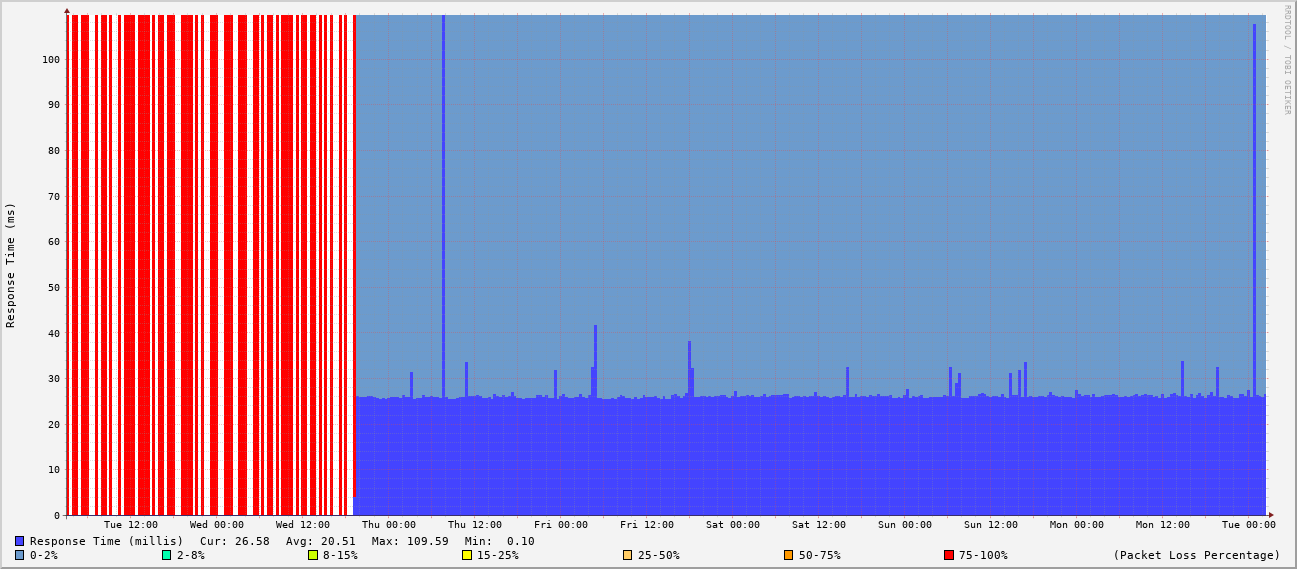 RRDTOOL / TOBI OETIKER
Response Time (ms)
100
90
80
70
60
50
40
30
20
10
0
Tue 12:00 Wed 00:00 Wed 12:00 Thu 00:00 Thu 12:00 Fri 00:00 Fri 12:00 Sat 00:00 Sat 12:00 Sun 00:00 Sun 12:00 Mon 00:00 Mon 12:00 Tue 00:00
Response Time (millis) Cur: 26.58 Avg: 20.51 Max: 109.59 Min: 0.10
0-2% 2-8% 8-15% 15-25% 25-50% 50-75% 75-100% (Packet Loss Percentage)